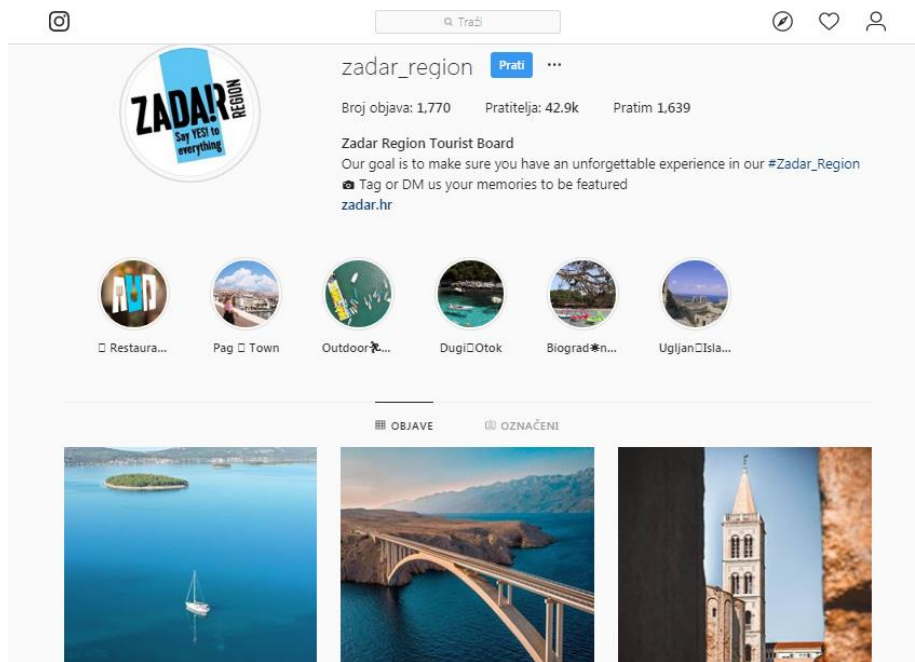 Traži
ZADAR!
REGION
Say YES! to
everything
zadar_region Prati ...
Broj objava: 1,770 Pratitelja: 42.9k Pratim 1,639
Zadar Region Tourist Board
Our goal is to make sure you have an unforgettable experience in our #Zadar_Region
Tag or DM us your memories to be featured
zadar.hr
Restaura... Pag Town Outdoor... Dugi Otok Biograd☀n... Ugljan Isla...
OBJAVE OZNAČENI